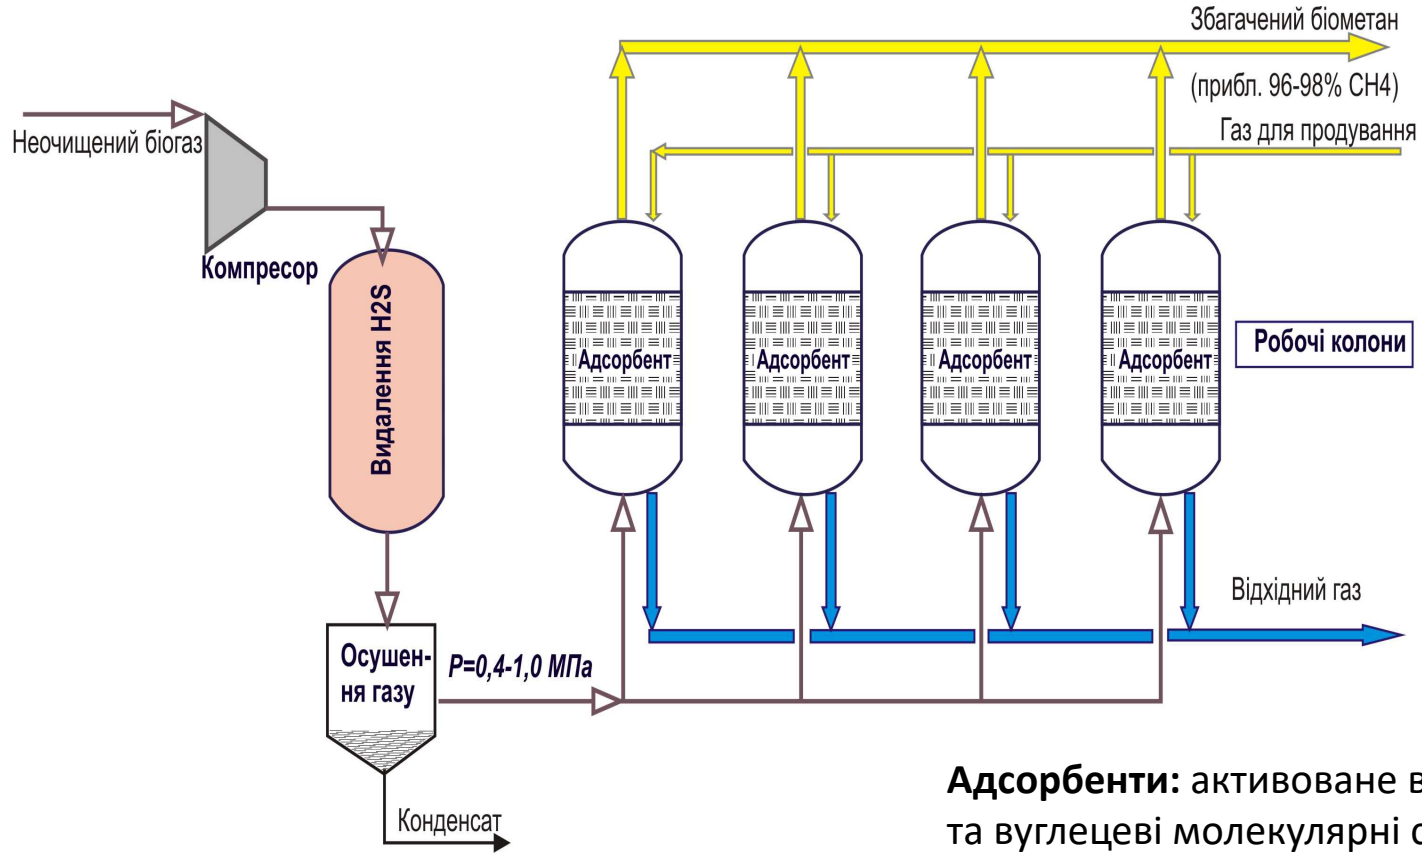 Збагачений біометан
(прибл. 96-98% CH4)
Газ для продування
Неочищений біогаз
Компресор
Видалення H2S
Адсорбент
Адсорбент
Адсорбент
Адсорбент
Робочі колони
Відхідний газ
Осушен-
ня газу
P=0,4-1,0 МПа
Конденсат
Адсорбенти: активоване
та вуглецеві молекулярні